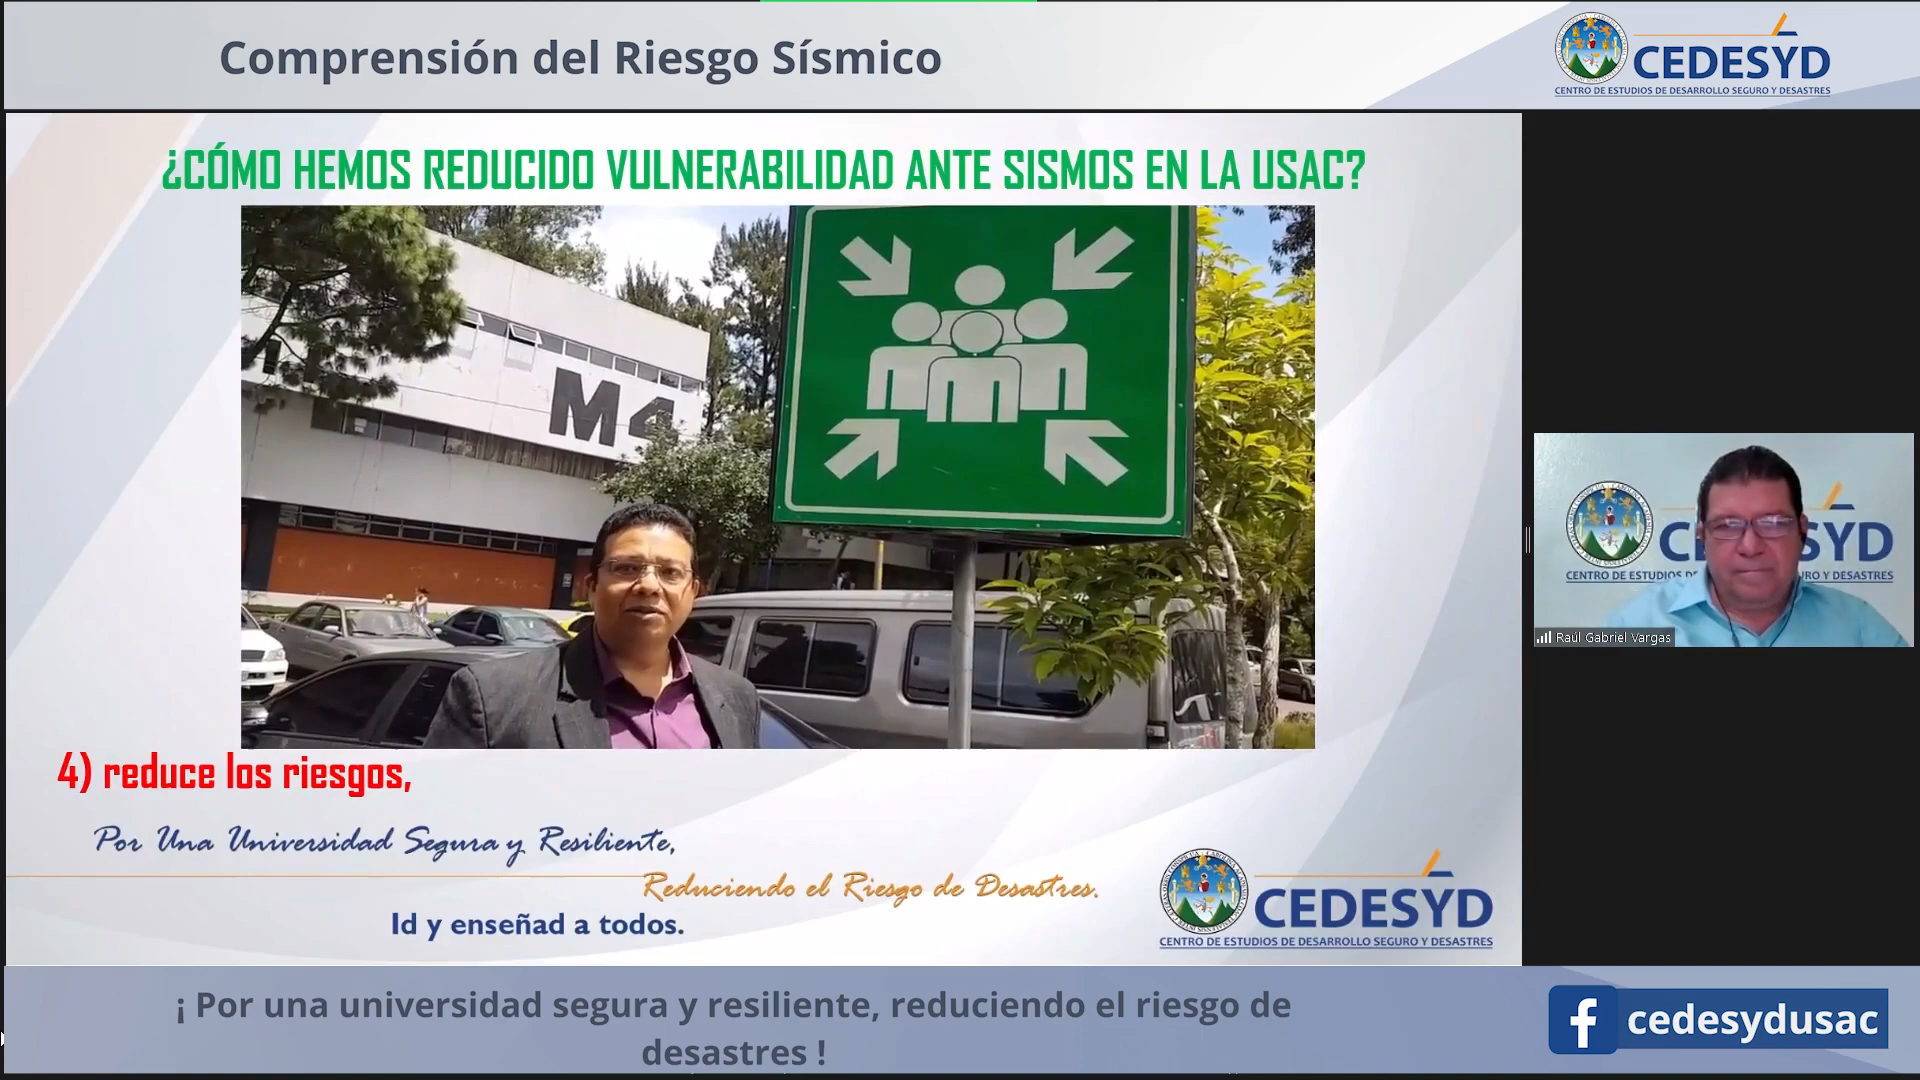 Comprensión del Riesgo Sísmico
CEDESYD
CENTRO DE ESTUDIOS DE DESARROLLO SEGURO Y DESASTRES
¿CÓMO HEMOS REDUCIDO VULNERABILIDAD ANTE SISMOS EN LA USAC?
M4
4) reduce los riesgos,
Por Una Universidad Segura y Resiliente,
Reduciendo el Riesgo de Desastres.
Id y enseñad a todos.
CEDESYD
CENTRO DE ESTUDIOS DE DESARROLLO SEGURO Y DESASTRES
Raúl Gabriel Vargas
¡ Por una universidad segura y resiliente, reduciendo el riesgo de
desastres !
f cedesydusac